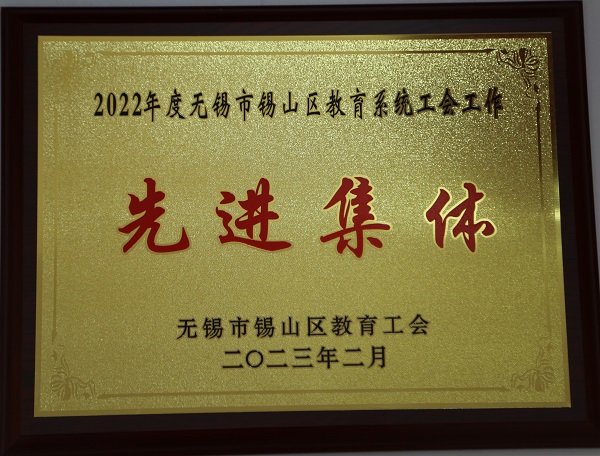 2022年度无锡市锡山区教育系统工会工作
先进集体
无锡市锡山区教育工会
二〇二三年二月